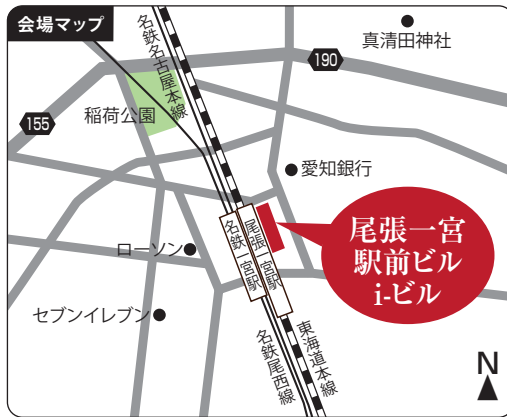 会場マップ
名鉄名古屋本線
真清田神社
190
155
稲荷公園
愛知銀行
尾張一宮
駅前ビル
i-ビル
名鉄一宮駅
尾張一宮駅
ローソン
セブンイレブン
名鉄尾西線
東海道本線
N